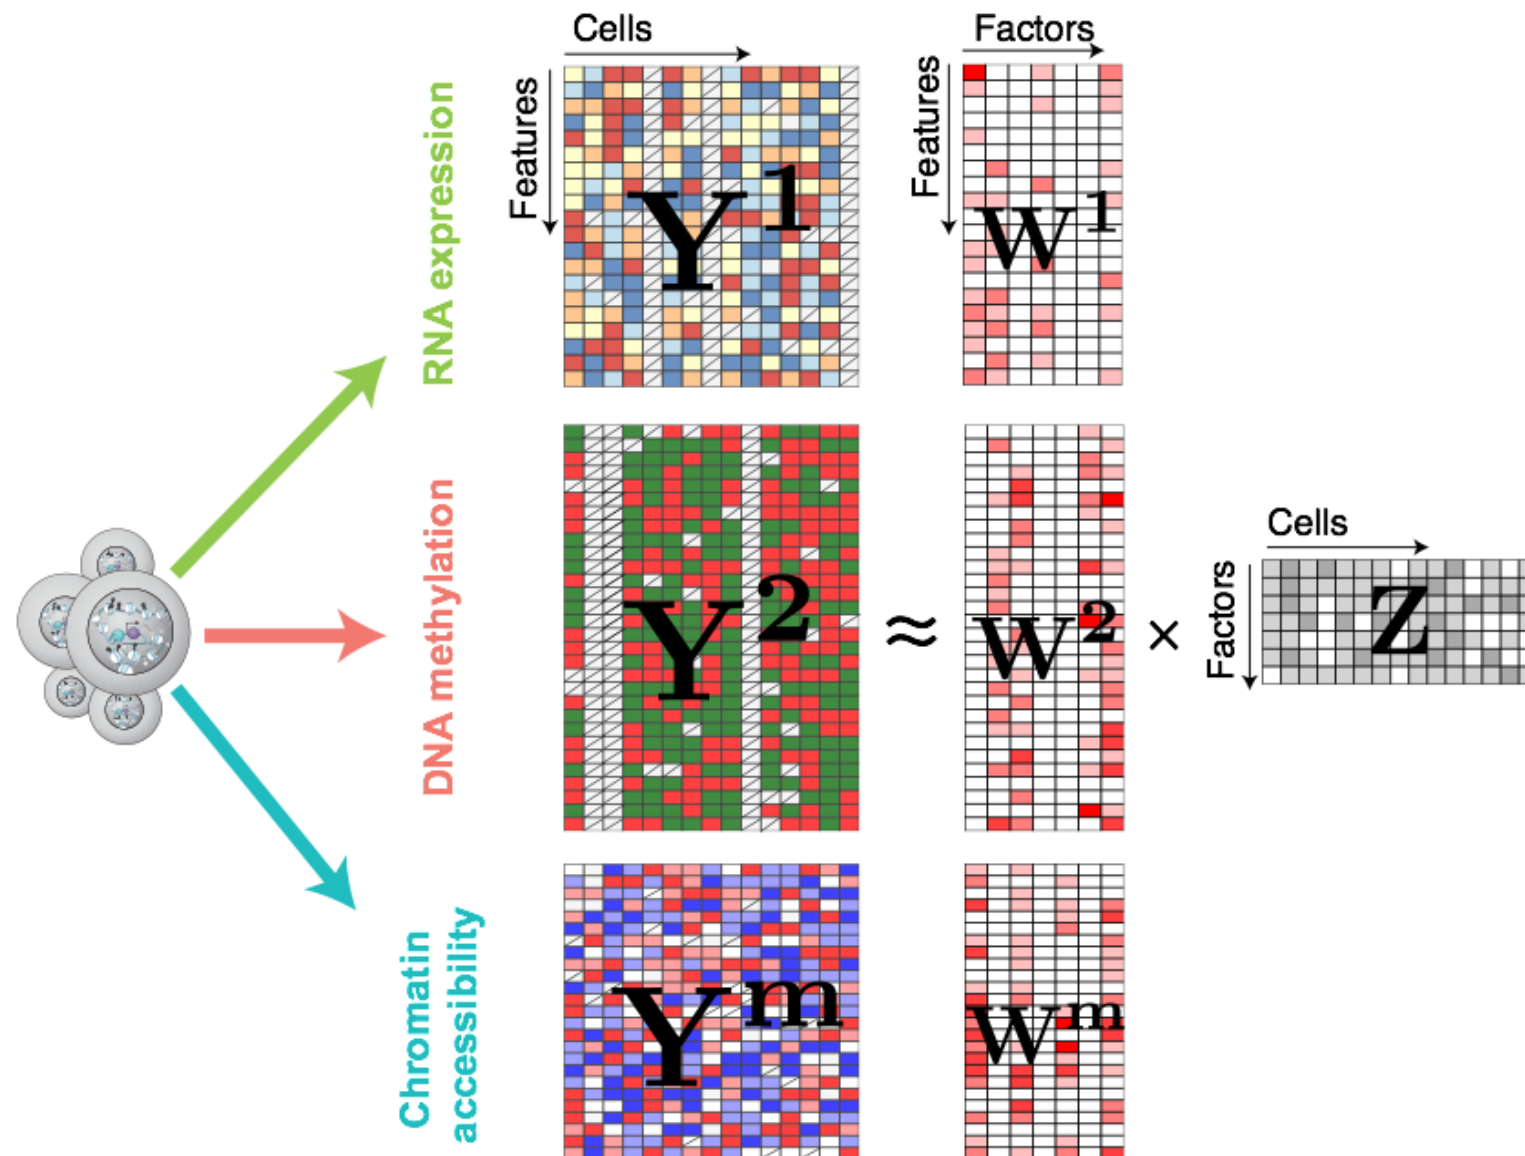 Cells
Factors
Features
Features
RNA expression
Y¹
W¹
DNA methylation
Y²
≈
W²
×
Cells
Factors
Z
Chromatin
accessibility
Yᵐ
Wᵐ